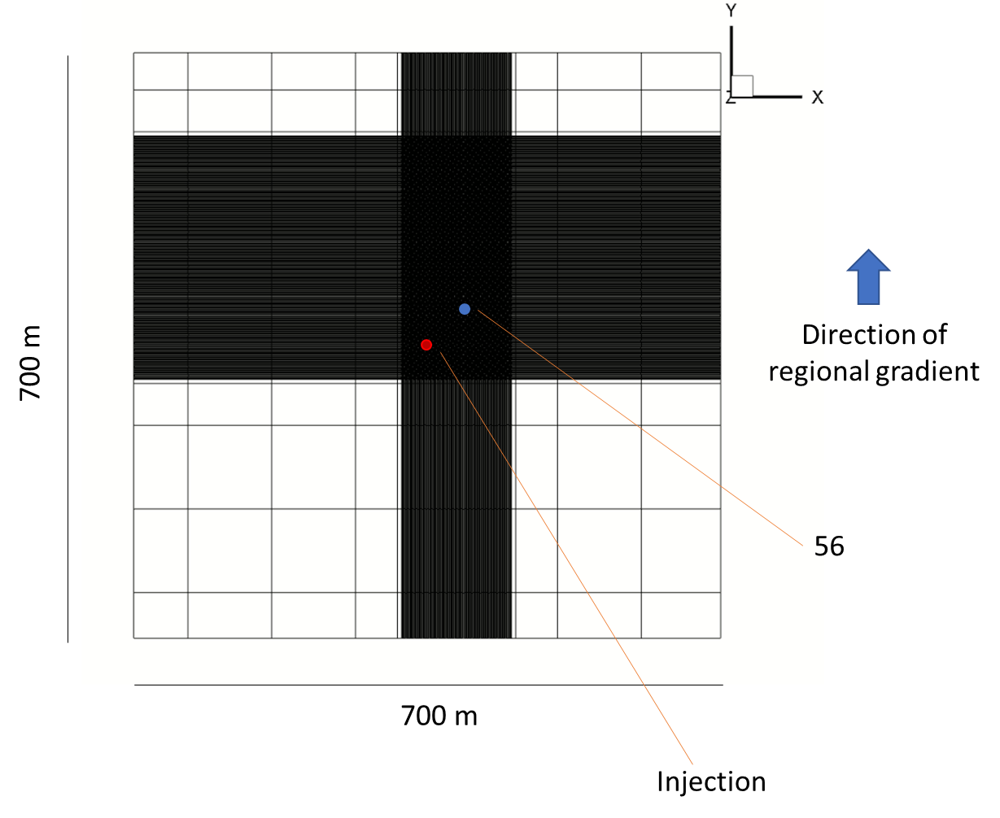 Y
Z
X
700 m
Direction of
regional gradient
56
700 m
Injection